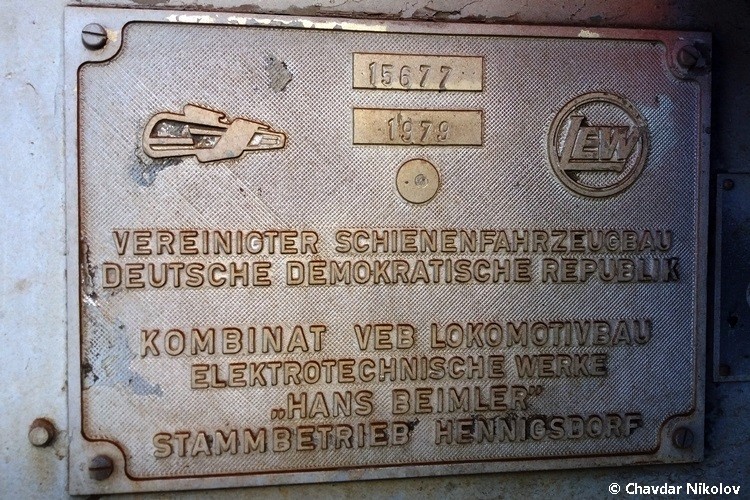 15677
1979
LEW
VEREINIGTER SCHIENENFAHRZEUGBAU
DEUTSCHE DEMOKRATISCHE REPUBLIK
KOMBINAT VEB LOKOMOTIVBAU
ELEKTROTECHNISCHE WERKE
„HANS BEIMLER"
STAMMBETRIEB HENNIGSDORF
© Chavdar Nikolov